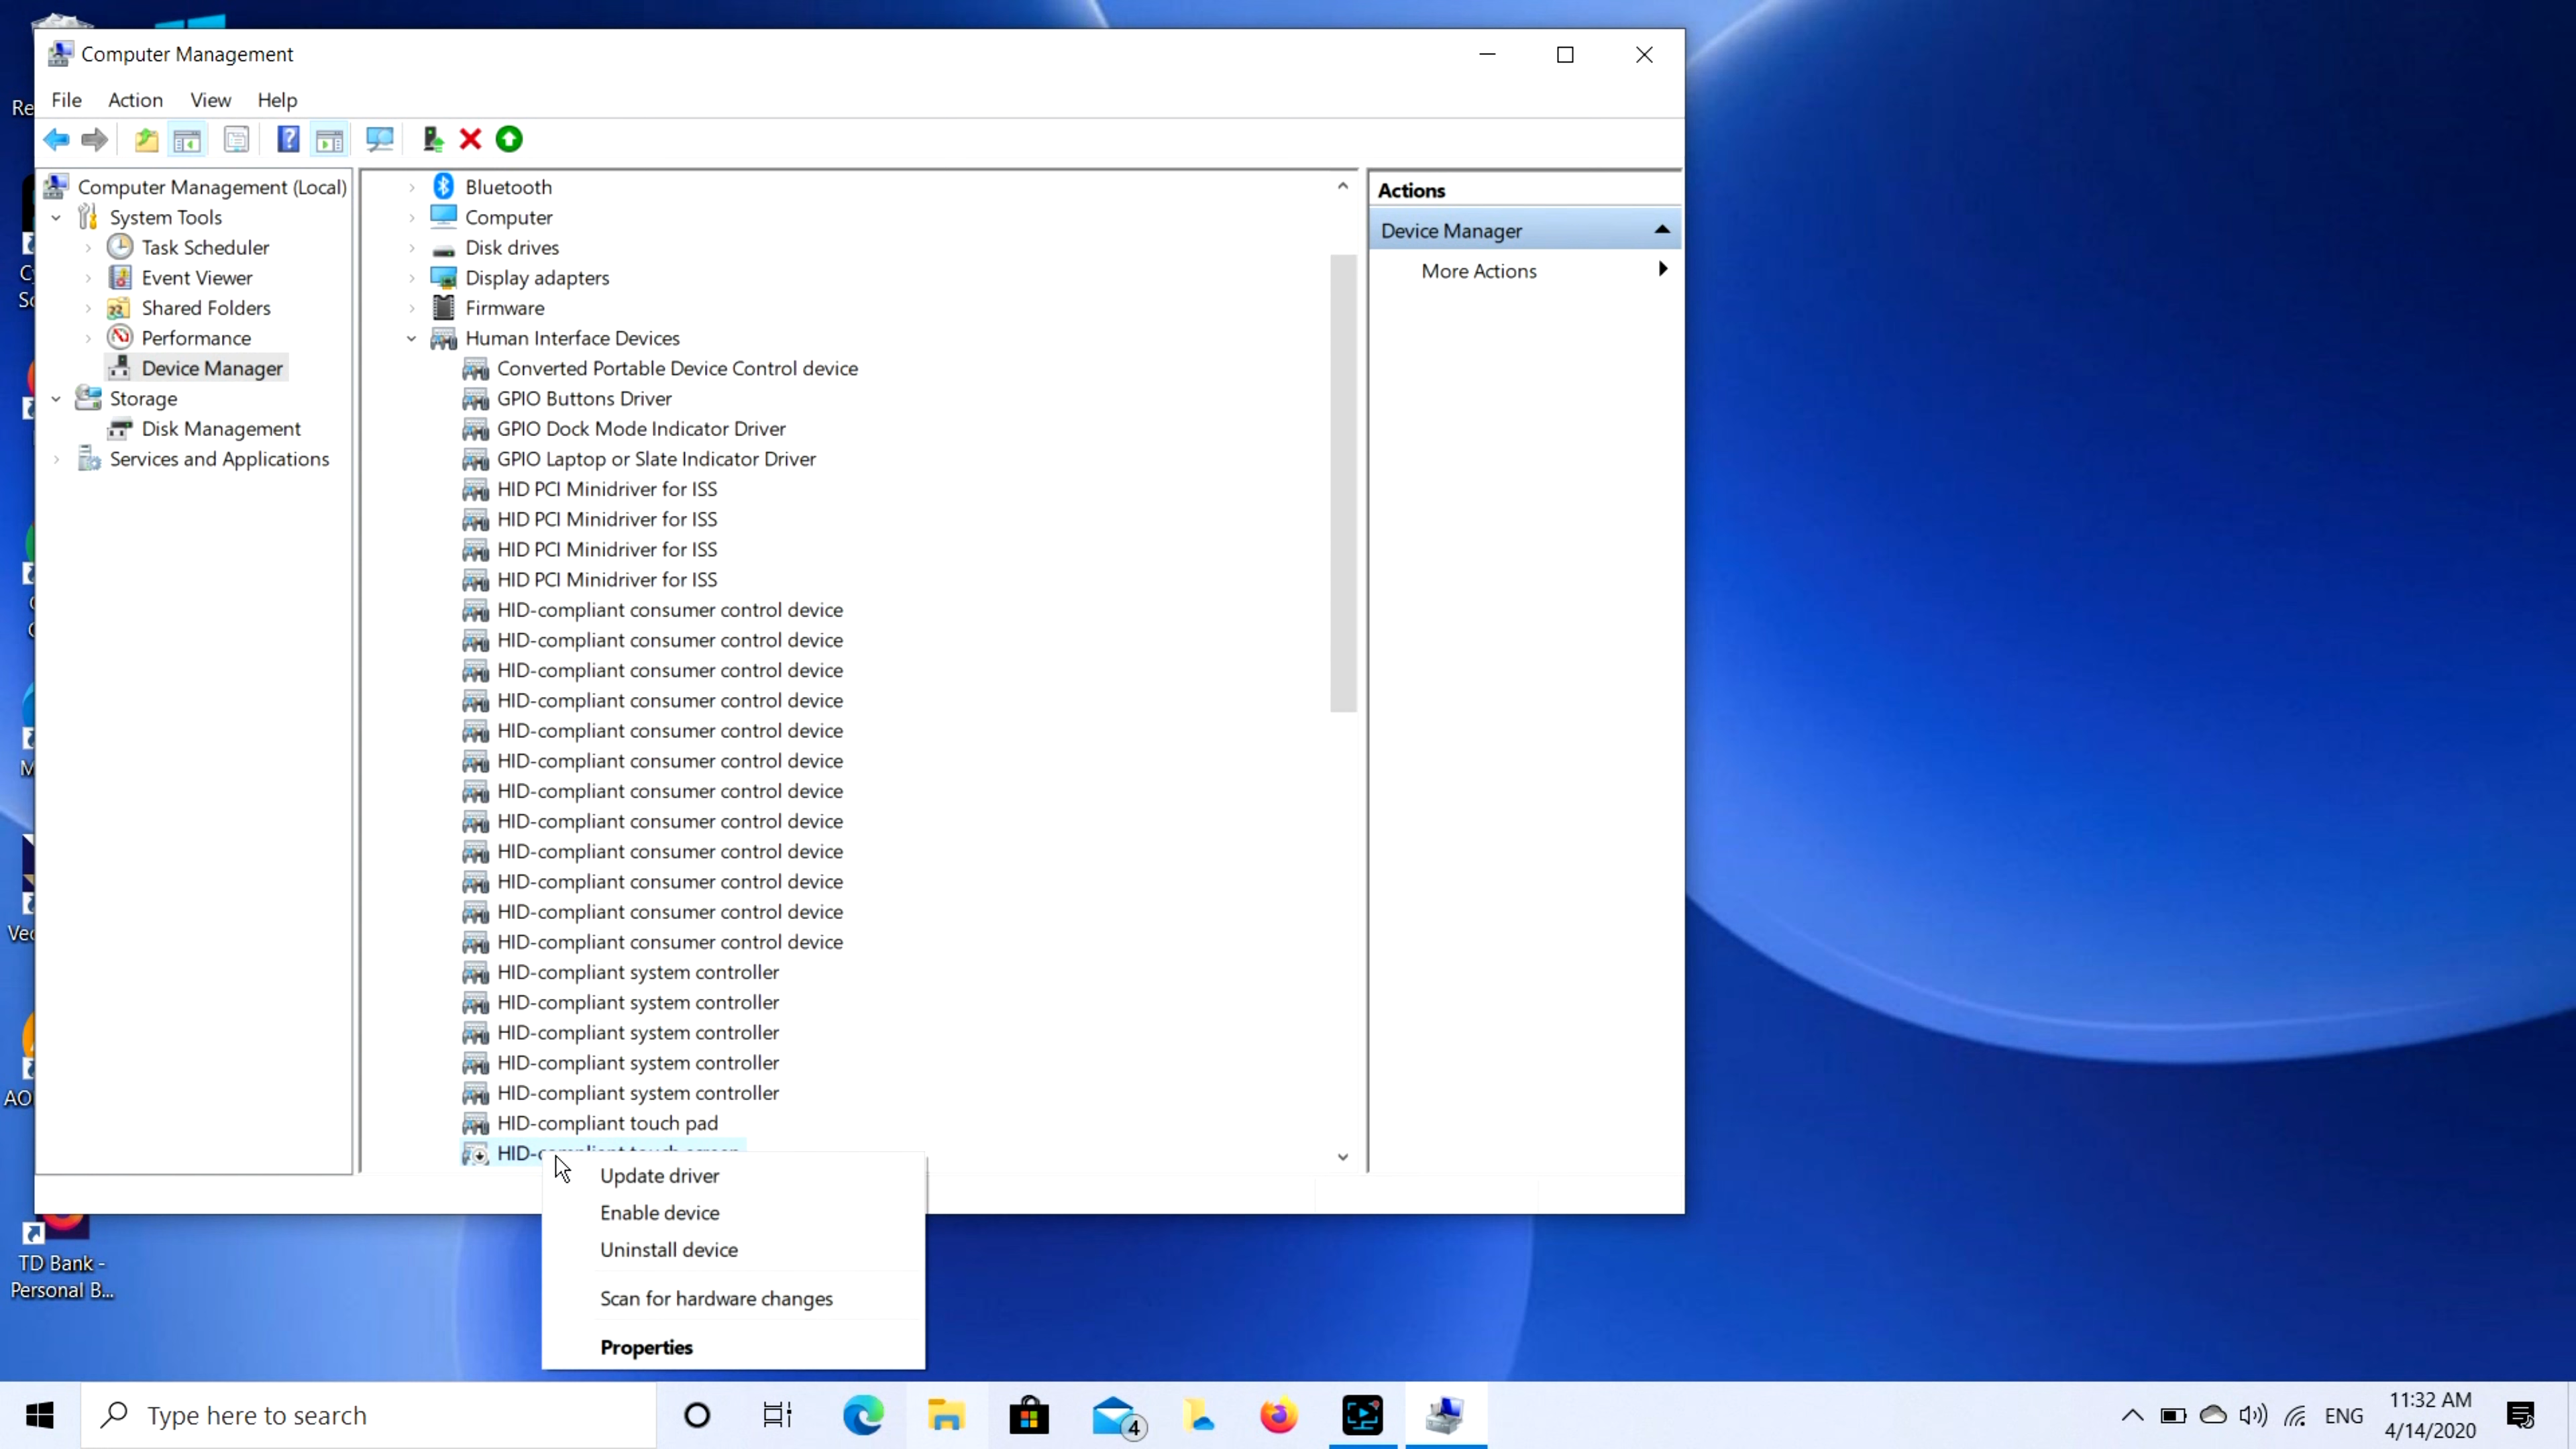 Computer Management
File Action View Help
Computer Management (Local)
System Tools
Task Scheduler
Event Viewer
Shared Folders
Performance
Device Manager
Storage
Disk Management
Services and Applications
Bluetooth
Computer
Disk drives
Display adapters
Firmware
Human Interface Devices
Converted Portable Device Control device
GPIO Buttons Driver
GPIO Dock Mode Indicator Driver
GPIO Laptop or Slate Indicator Driver
HID PCI Minidriver for ISS
HID PCI Minidriver for ISS
HID PCI Minidriver for ISS
HID PCI Minidriver for ISS
HID-compliant consumer control device
HID-compliant consumer control device
HID-compliant consumer control device
HID-compliant consumer control device
HID-compliant consumer control device
HID-compliant consumer control device
HID-compliant consumer control device
HID-compliant consumer control device
HID-compliant consumer control device
HID-compliant consumer control device
HID-compliant consumer control device
HID-compliant consumer control device
HID-compliant system controller
HID-compliant system controller
HID-compliant system controller
HID-compliant system controller
HID-compliant system controller
HID-compliant touch pad
HID-compliant touch screen
Update driver
Enable device
Uninstall device
Scan for hardware changes
Properties
Actions
Device Manager
More Actions
Re
Vec
AO
TD Bank -
Personal B...
Type here to search
4
ENG
11:32 AM
4/14/2020